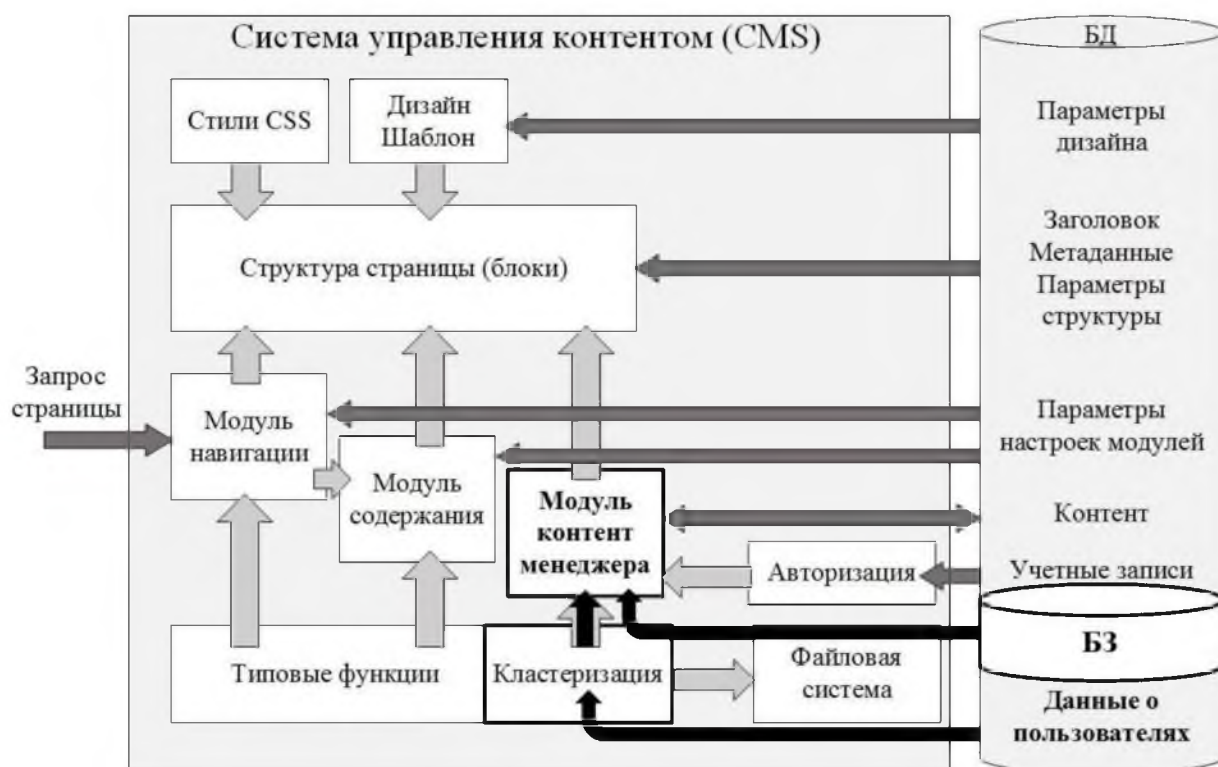 Система управления контентом (CMS)
БД
Стили CSS
Дизайн
Шаблон
Параметры
дизайна
Структура страницы (блоки)
Заголовок
Метаданные
Параметры
структуры
Запрос
страницы
Модуль
навигации
Параметры
настроек модулей
Модуль
содержания
Модуль
контент
менеджера
Контент
Авторизация
Учетные записи
БЗ
Типовые функции
Кластеризация
Файловая
система
Данные о
пользователях